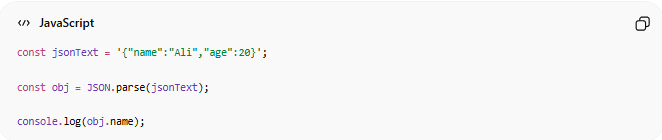 JavaScript
const jsonText = '{"name":"Ali","age":20}';
const obj = JSON.parse(jsonText);
console.log(obj.name);